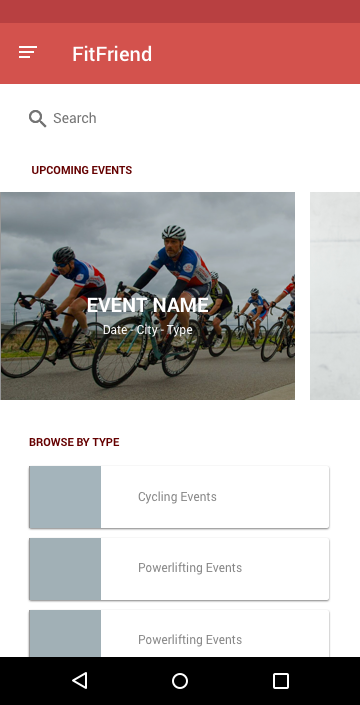 FitFriend
Search
UPCOMING EVENTS
EVENT NAME
Date - City - Type
BROWSE BY TYPE
Cycling Events
Powerlifting Events
Powerlifting Events